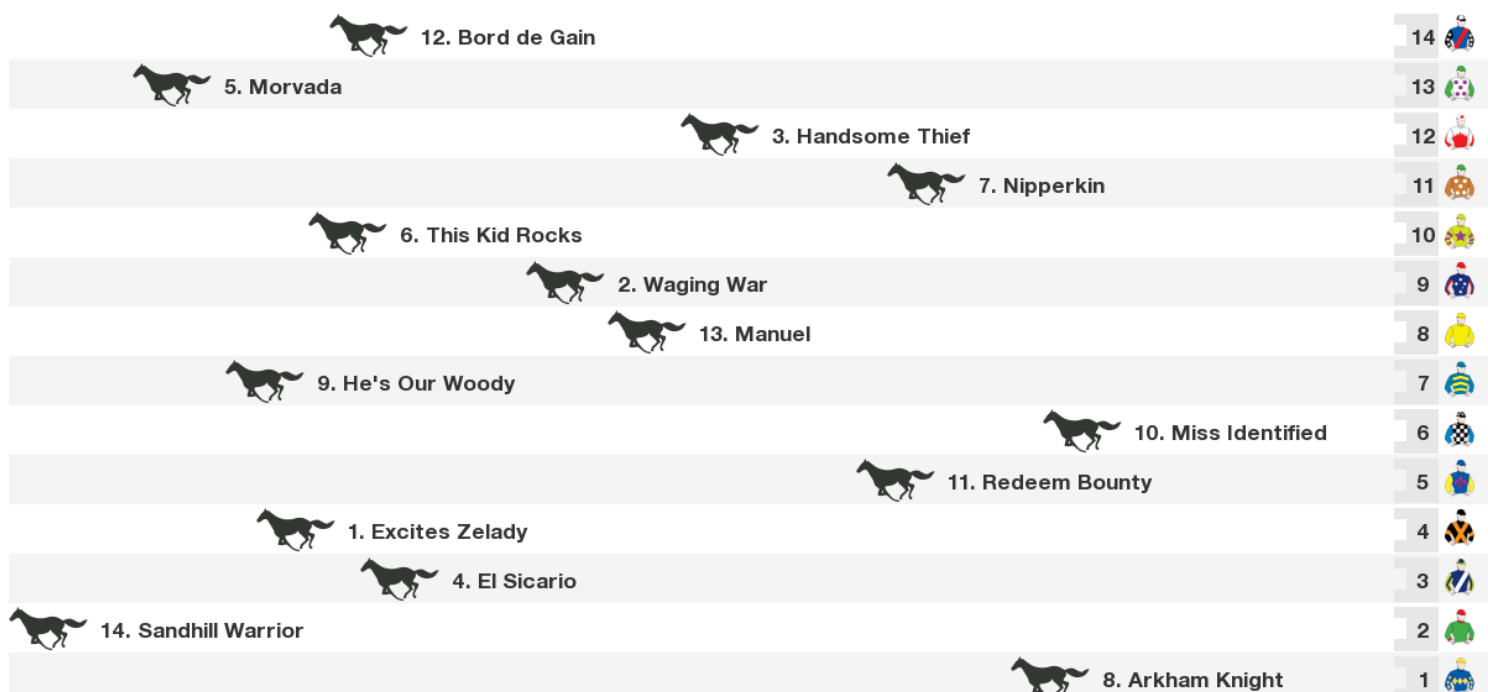 12. Bord de Gain 14
5. Morvada 13
3. Handsome Thief 12
7. Nipperkin 11
6. This Kid Rocks 10
2. Waging War 9
13. Manuel 8
9. He's Our Woody 7
10. Miss Identified 6
11. Redeem Bounty 5
1. Excites Zelady 4
4. El Sicario 3
14. Sandhill Warrior 2
8. Arkham Knight 1